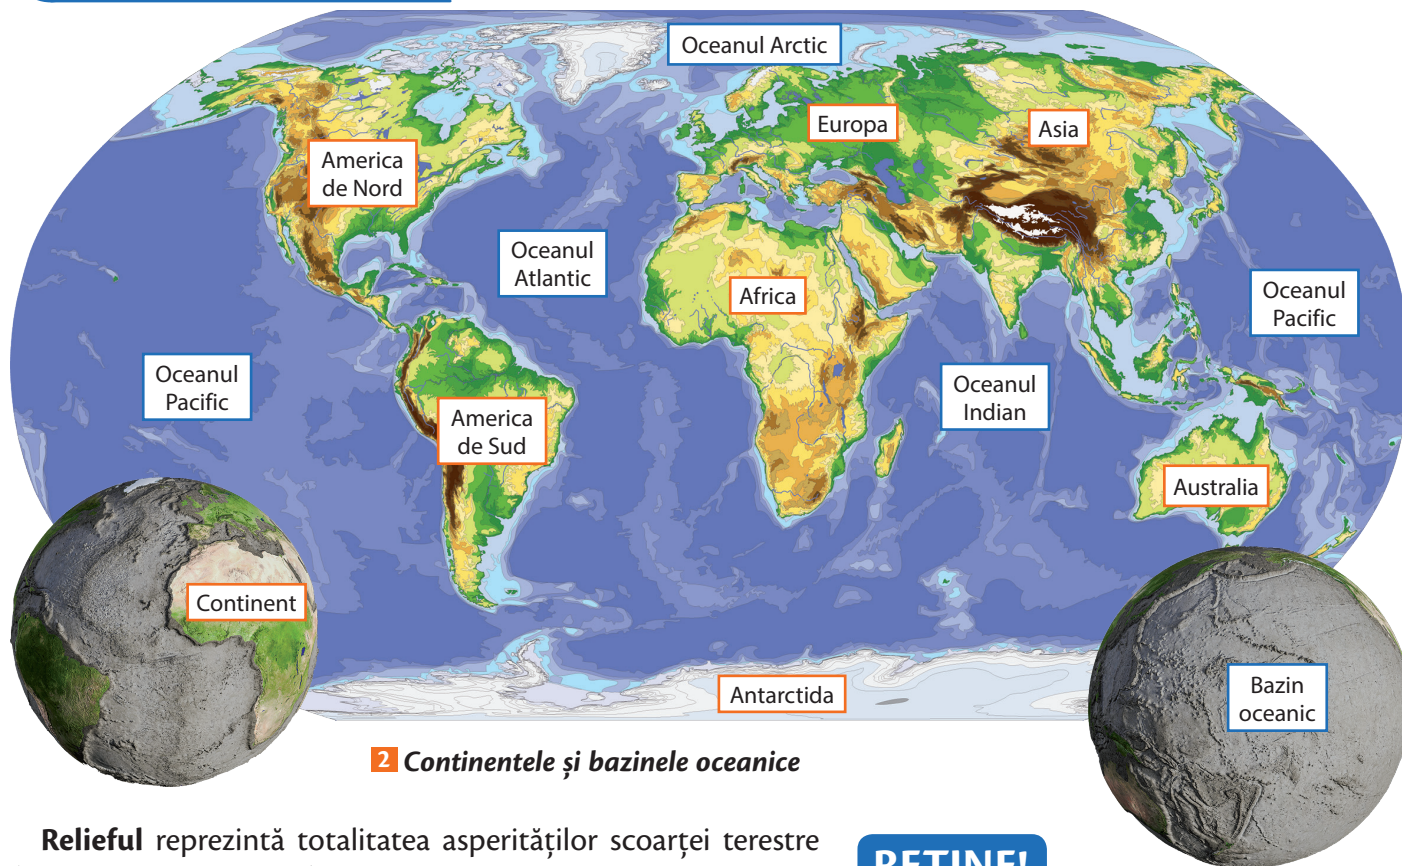 Oceanul Arctic
Europa
Asia
America
de Nord
Oceanul
Atlantic
Africa
Oceanul
Pacific
Oceanul
Pacific
America
de Sud
Oceanul
Indian
Australia
Continent
Antarctida
Bazin
oceanic
2 Continentele și bazinele oceanice
Relieful reprezintă totalitatea asperităților scoarței terestre
REȚINE!